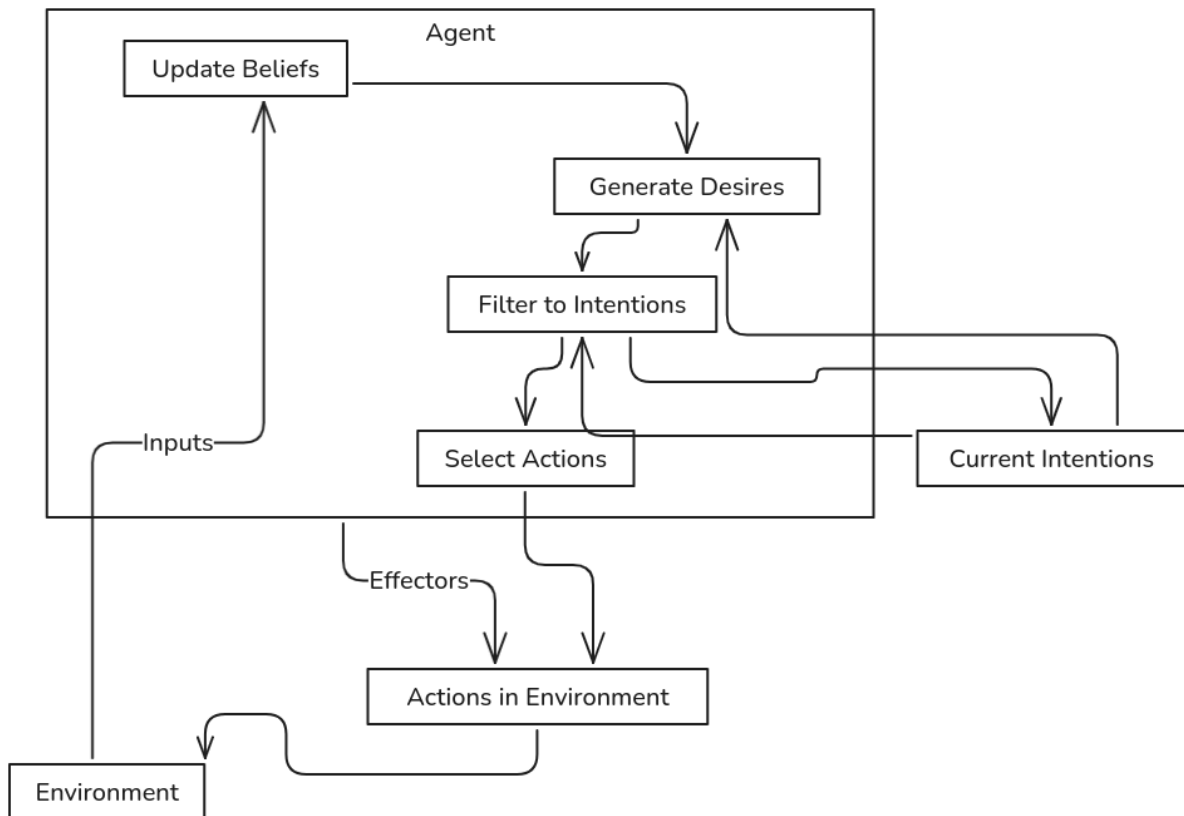 Agent
Update Beliefs
Generate Desires
Filter to Intentions
Inputs
Select Actions
Current Intentions
Effectors
Actions in Environment
Environment